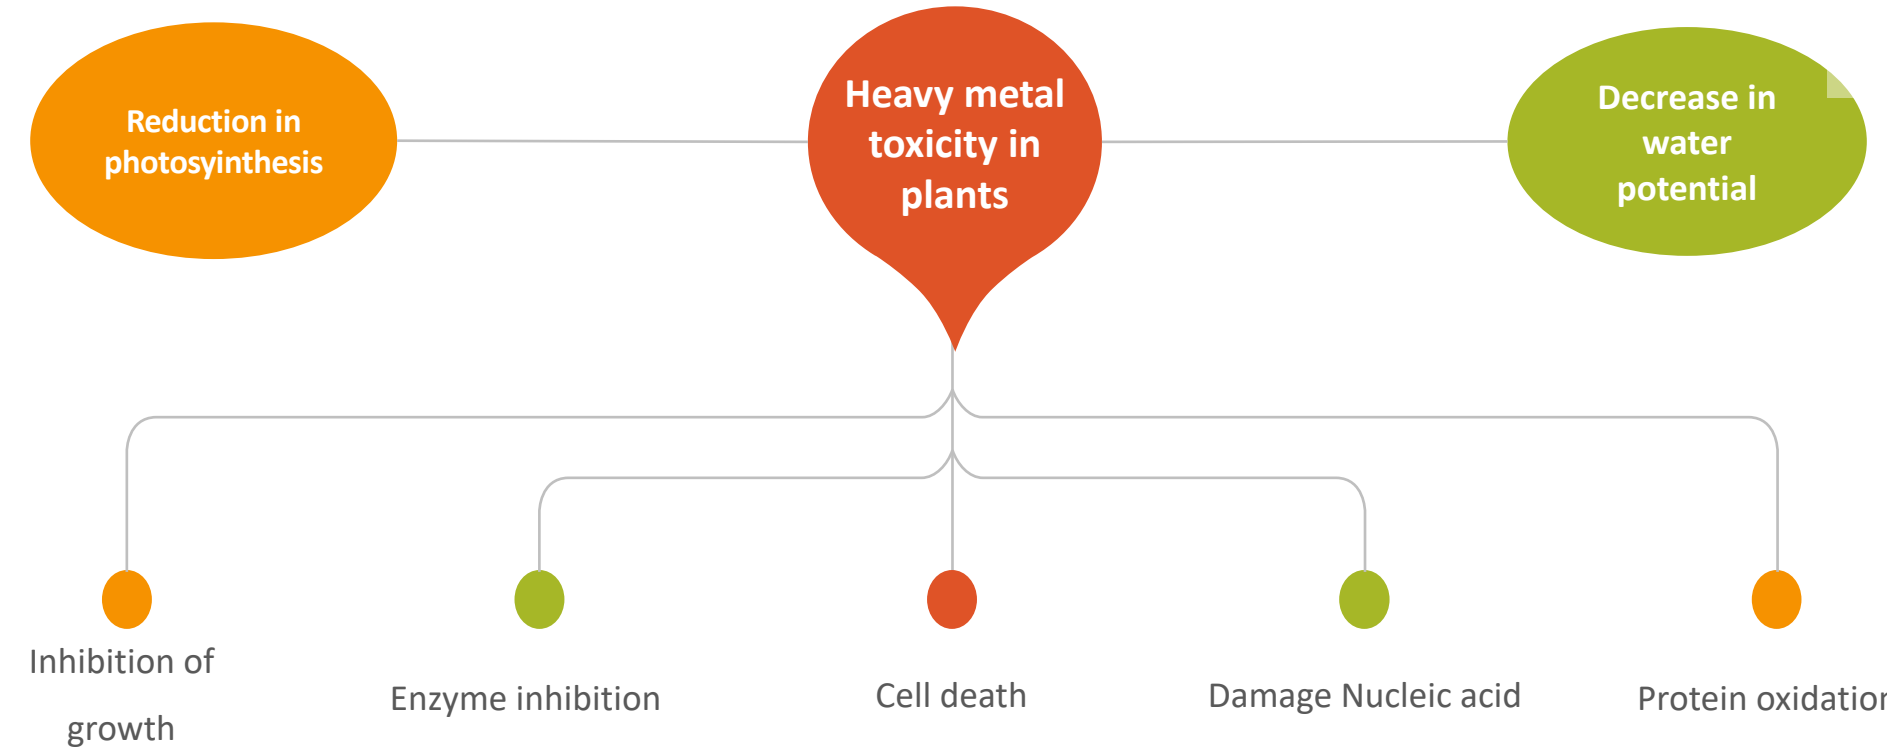 Reduction in
photosyinthesis
Heavy metal
toxicity in
plants
Decrease in
water
potential
Inhibition of
growth
Enzyme inhibition
Cell death
Damage Nucleic acid
Protein oxidation